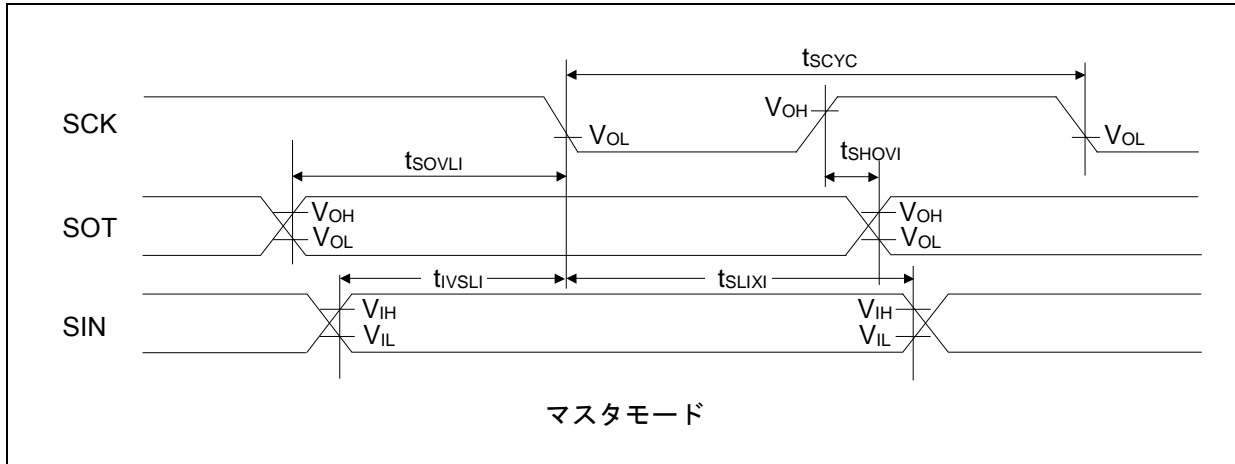 tSCYC
SCK
VOH
VOL
VOL
tSHOVI
tSOVLI
SOT
VOH
VOL
VOH
VOL
tIVSLI
tSLIXI
SIN
VIH
VIL
VIH
VIL
マスタモード